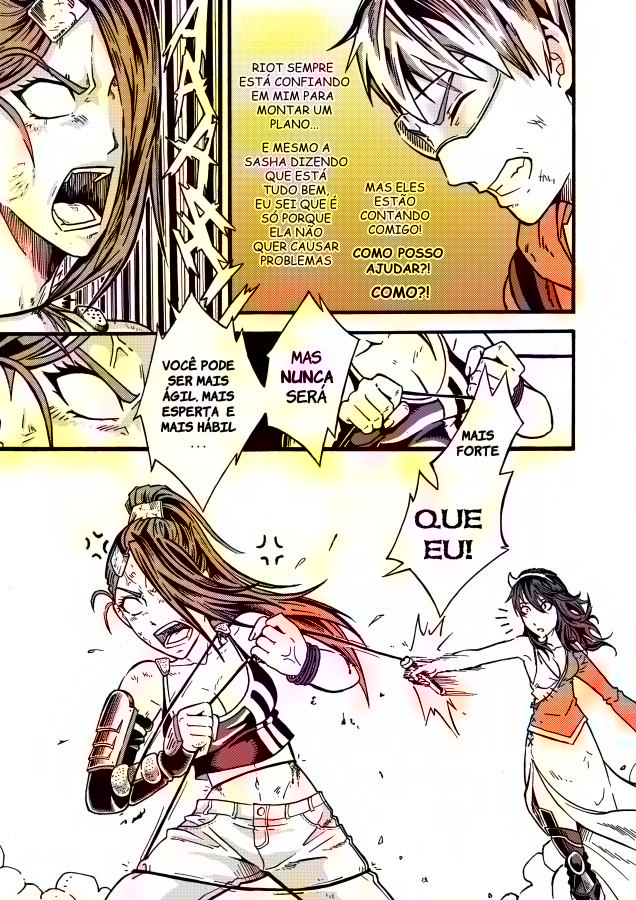 AAAAAH
RIOT SEMPRE
ESTÁ CONFIANDO
EM MIM PARA
MONTAR UM
PLANO...
E MESMO A
SASHA DIZENDO
QUE ESTÁ
TUDO BEM,
EU SEI QUE É
SÓ PORQUE
ELA NÃO
QUER CAUSAR
PROBLEMAS
MAS ELES
ESTÃO
CONTANDO
COMIGO!
COMO POSSO
AJUDAR?!
COMO?!
VOCÊ PODE
SER MAIS
ÁGIL, MAIS
ESPERTA E
MAIS HÁBIL
...
MAS
NUNCA
SERÁ
MAIS
FORTE
QUE
EU!